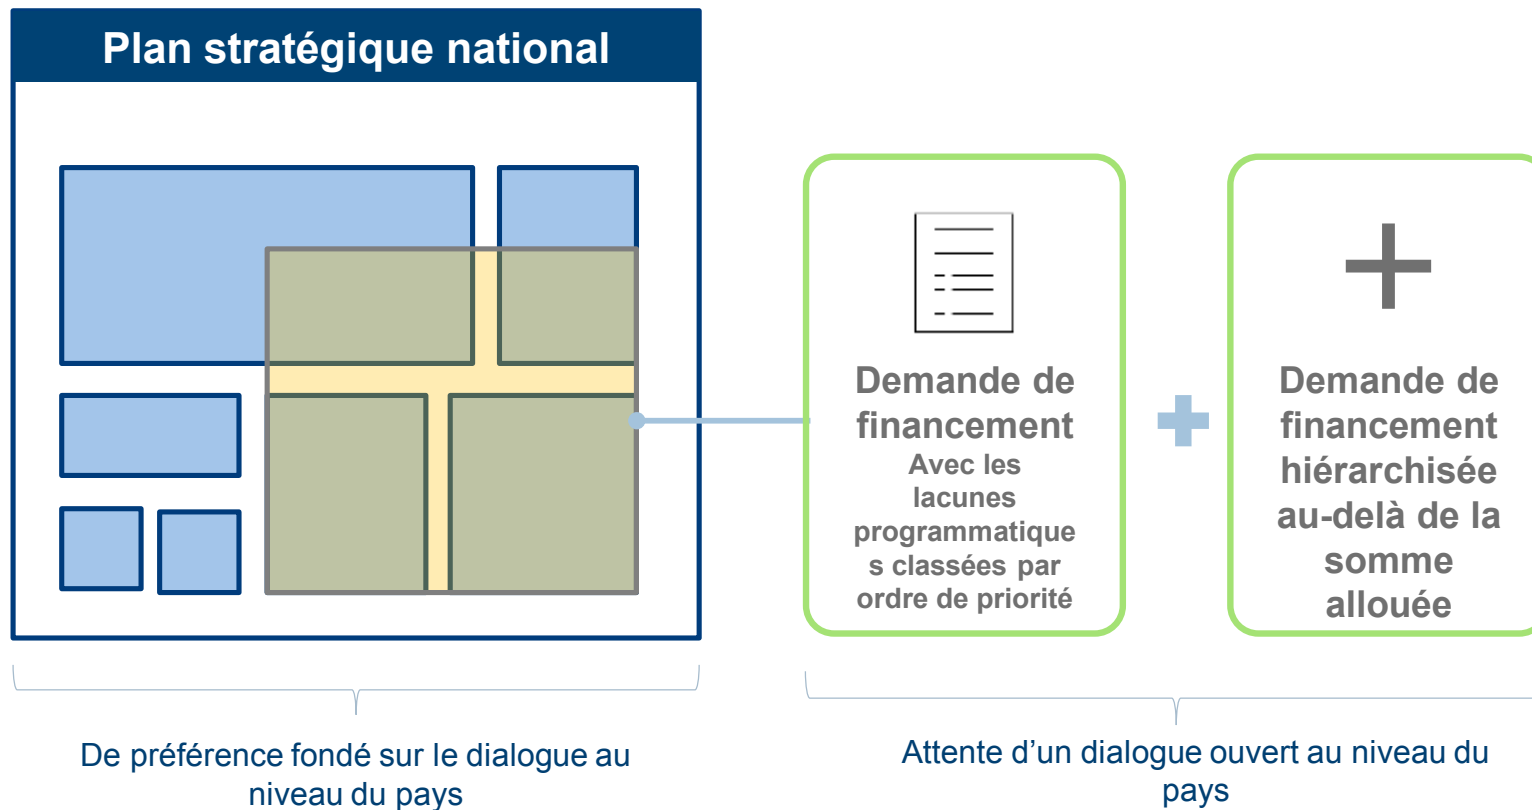 Plan stratégique national
Demande de
financement
Avec les
lacunes
programmatique
s classées par
ordre de priorité
Demande de
financement
hiérarchisée
au-delà de la
somme
allouée
De préférence fondé sur le dialogue au
niveau du pays
Attente d’un dialogue ouvert au niveau du
pays